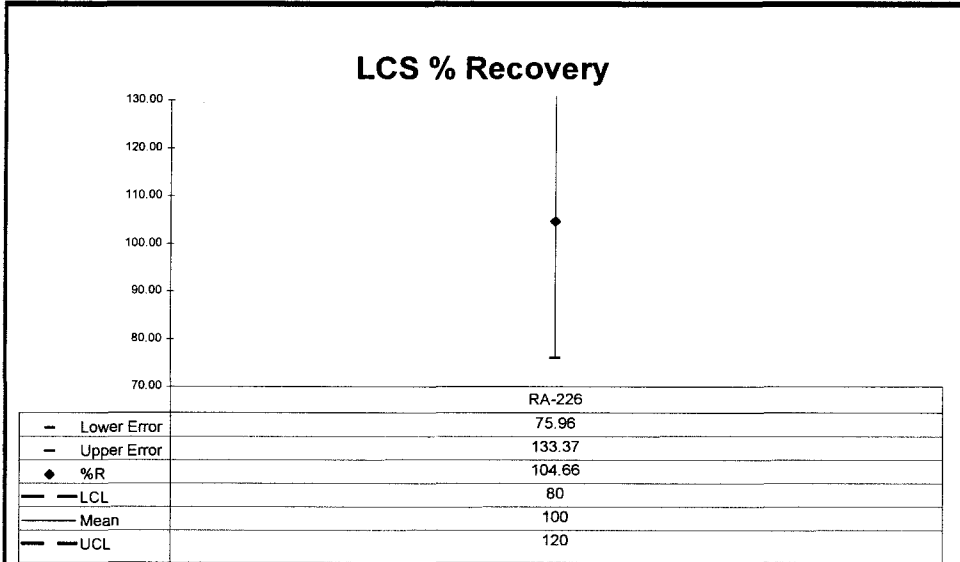 LCS % Recovery
130.00
120.00
110.00
100.00
90.00
80.00
70.00
RA-226
Lower Error 75.96
Upper Error 133.37
%R 104.66
LCL 80
Mean 100
UCL 120